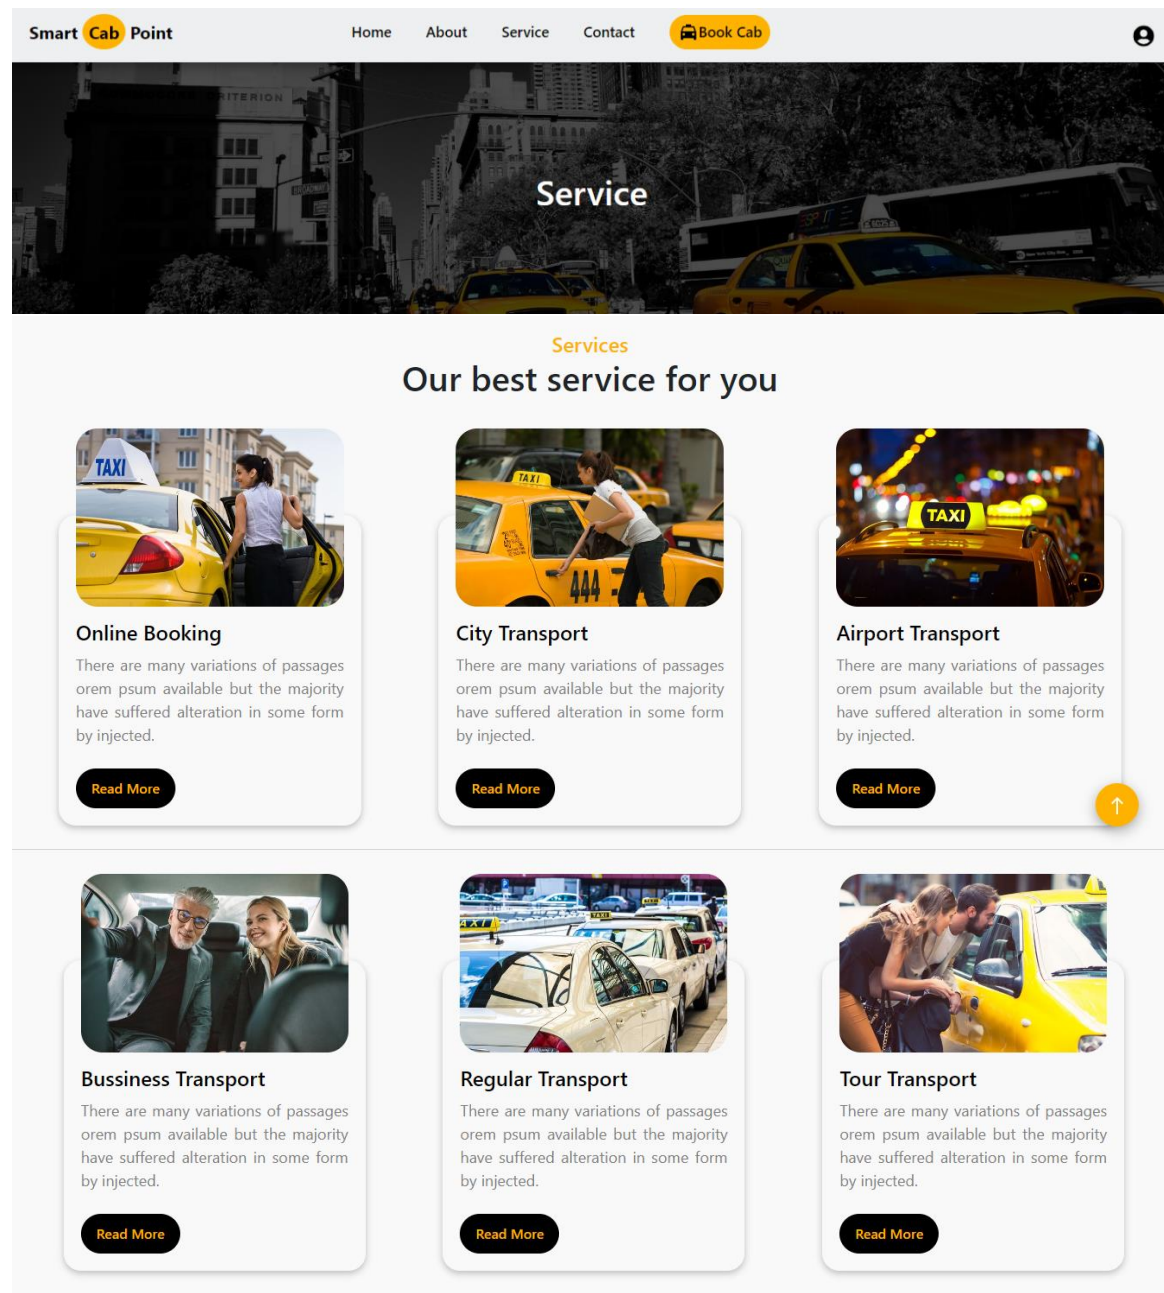 Smart Cab Point Home About Service Contact Book Cab
CRITERION
BROADWAY
Service
Services
Our best service for you
TAXI
TAXI
444
TAXI
Online Booking City Transport Airport Transport
There are many variations of passages There are many variations of passages There are many variations of passages
orem psum available but the majority orem psum available but the majority orem psum available but the majority
have suffered alteration in some form have suffered alteration in some form have suffered alteration in some form
by injected. by injected. by injected.
Read More Read More Read More
AXI
TAXI
Bussiness Transport Regular Transport Tour Transport
There are many variations of passages There are many variations of passages There are many variations of passages
orem psum available but the majority orem psum available but the majority orem psum available but the majority
have suffered alteration in some form have suffered alteration in some form have suffered alteration in some form
by injected. by injected. by injected.
Read More Read More Read More